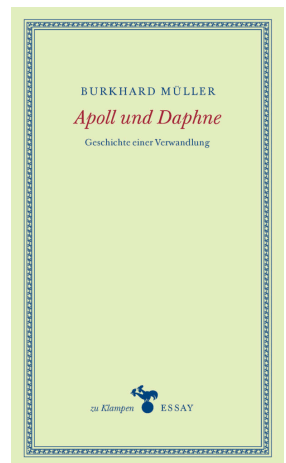 BURKHARD MÜLLER
Apoll und Daphne
Geschichte einer Verwandlung
zu Klampen ESSAY